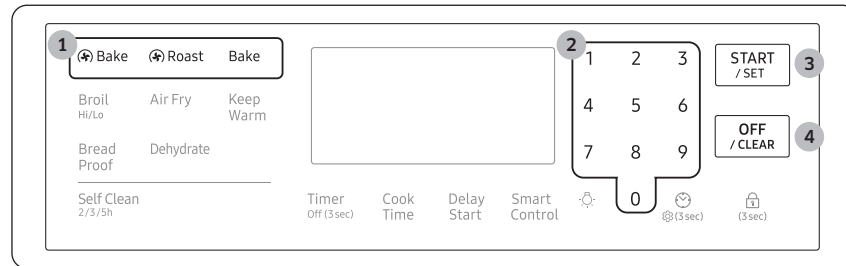 1
Bake Roast Bake
2
1 2 3
START
/ SET
3
Broil
Hi/Lo
Air Fry
Keep
Warm
4 5 6
OFF
/ CLEAR
4
Bread
Proof
Dehydrate
7 8 9
Self Clean
2/3/5h
Timer
Off (3 sec)
Cook
Time
Delay
Start
Smart
Control
0
(3 sec)
(3 sec)